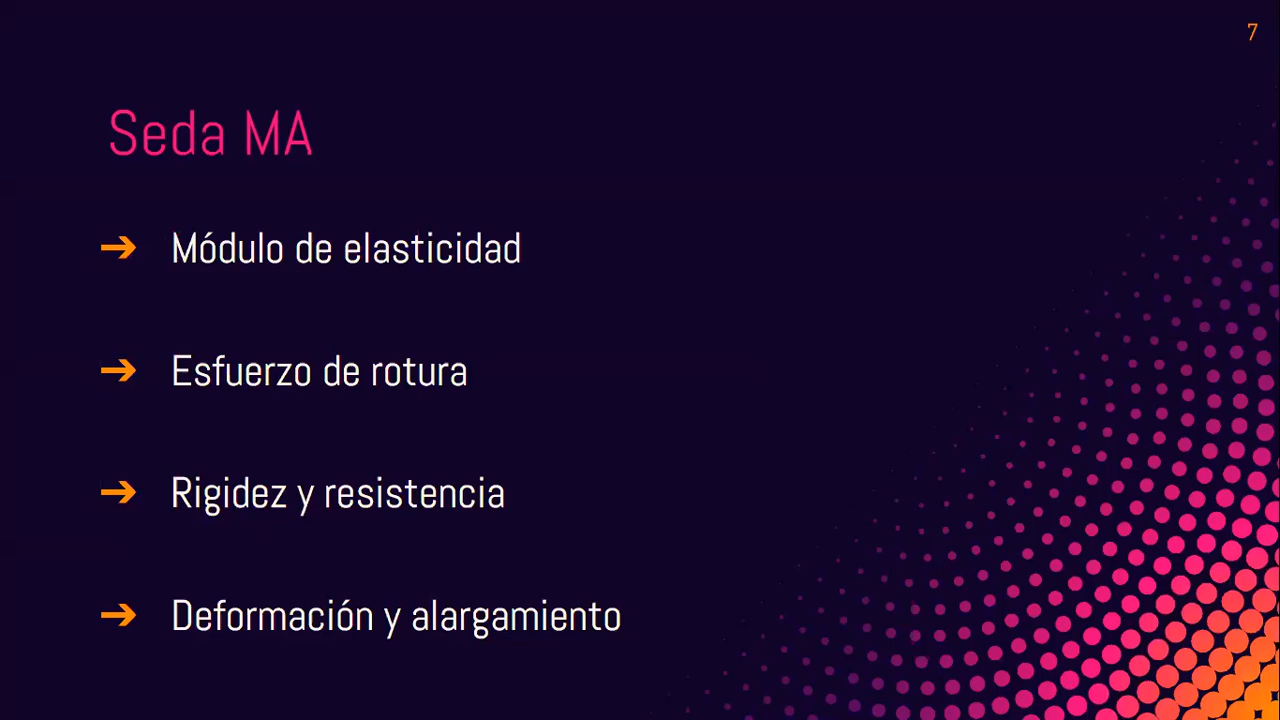 7
Seda MA
➔ Módulo de elasticidad
➔ Esfuerzo de rotura
➔ Rigidez y resistencia
➔ Deformación y alargamiento